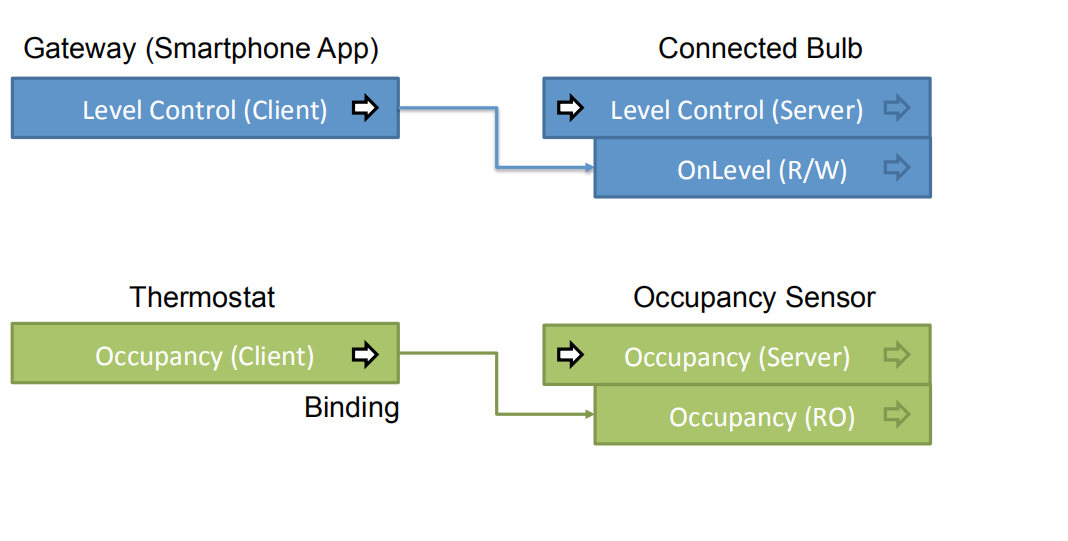 Gateway (Smartphone App)
Connected Bulb
Level Control (Client)
Level Control (Server)
OnLevel (R/W)
Thermostat
Occupancy Sensor
Occupancy (Client)
Occupancy (Server)
Binding
Occupancy (RO)